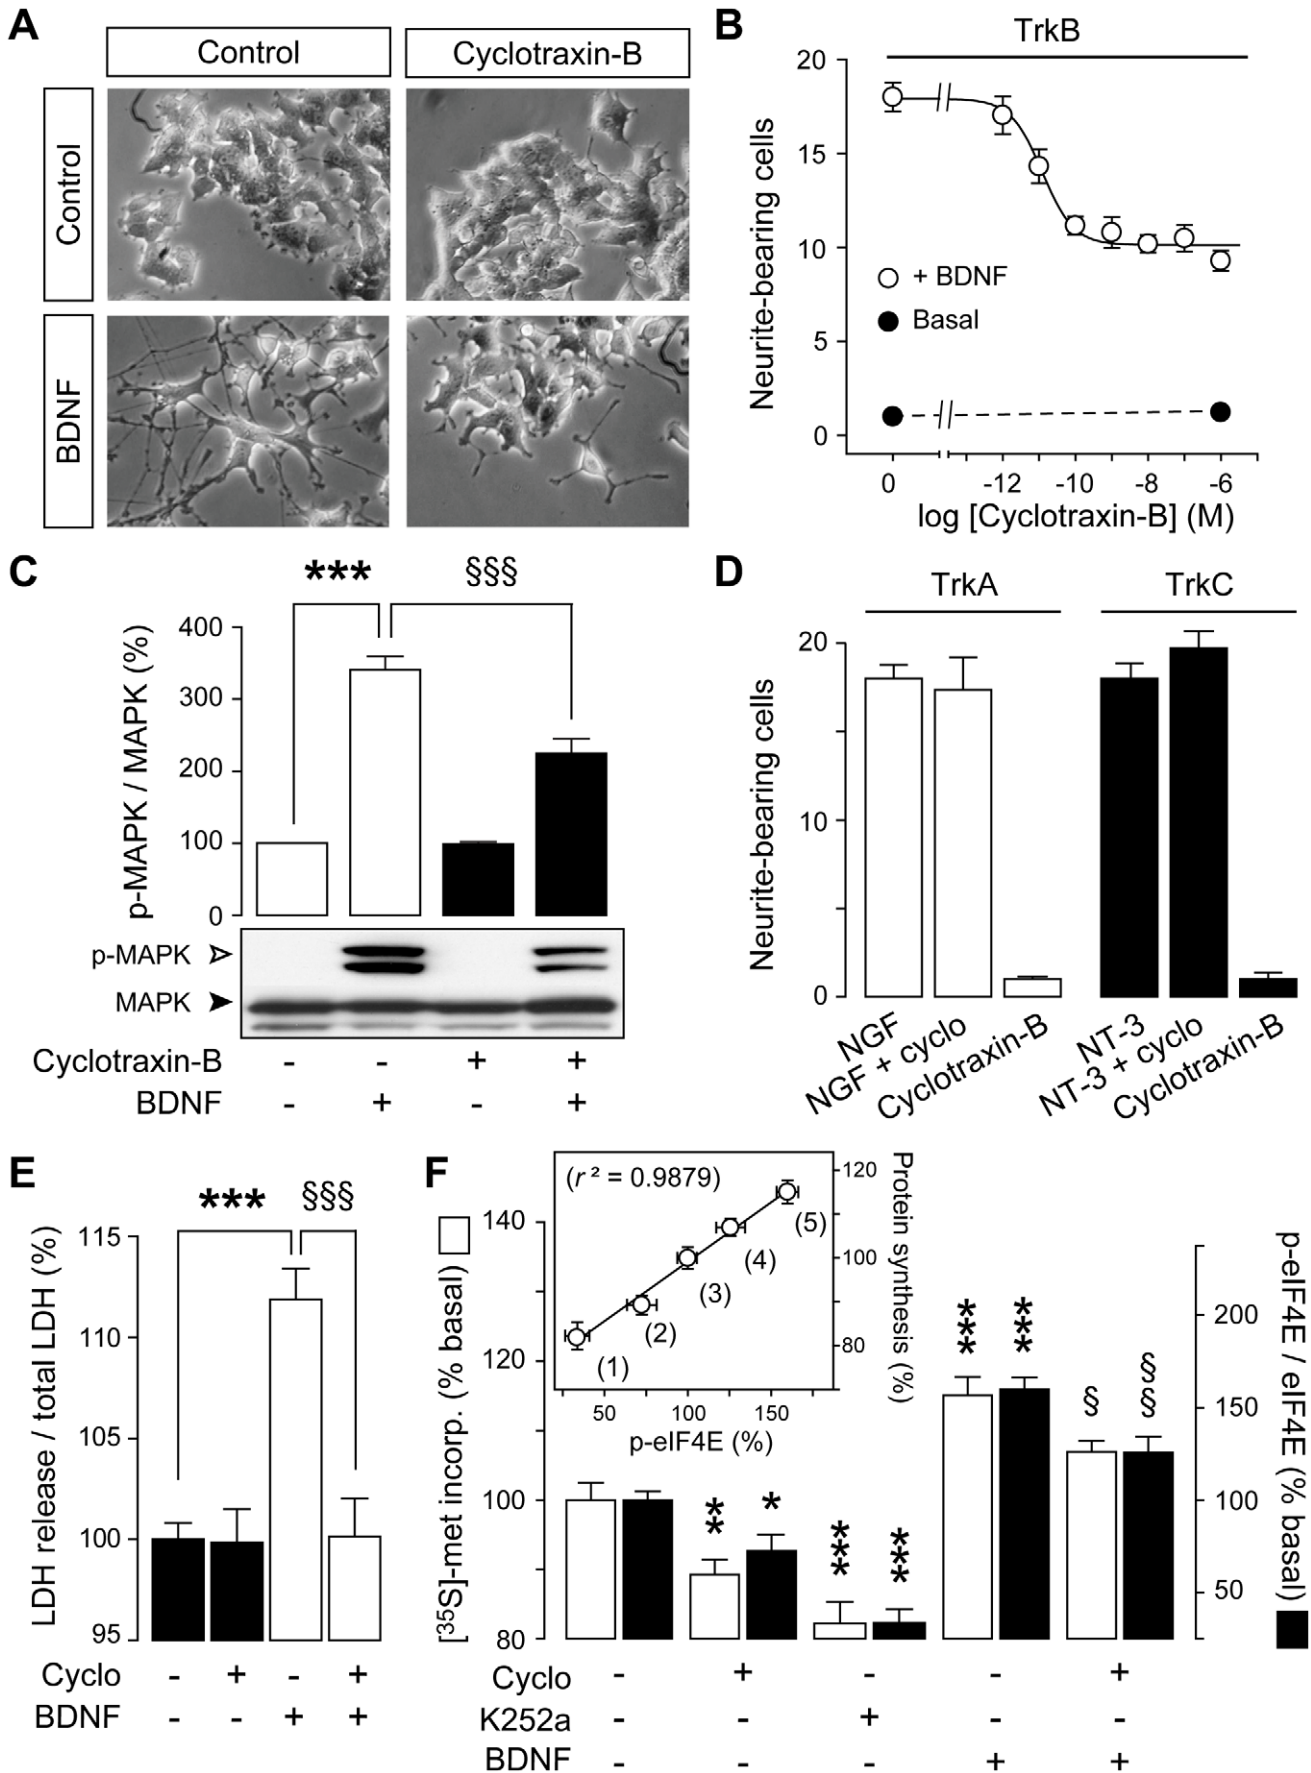 A
Control
Cyclotraxin-B
Control
BDNF
B
TrkB
Neurite-bearing cells
20
15
10
5
0
+ BDNF
Basal
0
-12
-10
-8
-6
log [Cyclotraxin-B] (M)
C
***
§§§
p-MAPK / MAPK (%)
400
300
200
100
0
p-MAPK
MAPK
Cyclotraxin-B - - + +
BDNF - + - +
D
TrkA
TrkC
Neurite-bearing cells
20
10
0
NGF
NGF + cyclo
Cyclotraxin-B
NT-3
NT-3 + cyclo
Cyclotraxin-B
E
***
§§§
LDH release / total LDH (%)
115
110
105
100
95
Cyclo - + - +
BDNF - - + +
F
[³⁵S]-met incorp. (% basal)
140
120
100
80
(r² = 0.9879)
(1)
(2)
(3)
(4)
(5)
120
100
80
Protein synthesis (%)
50
100
150
p-eIF4E (%)
**
*
***
***
***
***
§
§§
200
150
100
50
p-eIF4E / eIF4E (% basal)
Cyclo - + - - +
K252a - - + - -
BDNF - - - + +